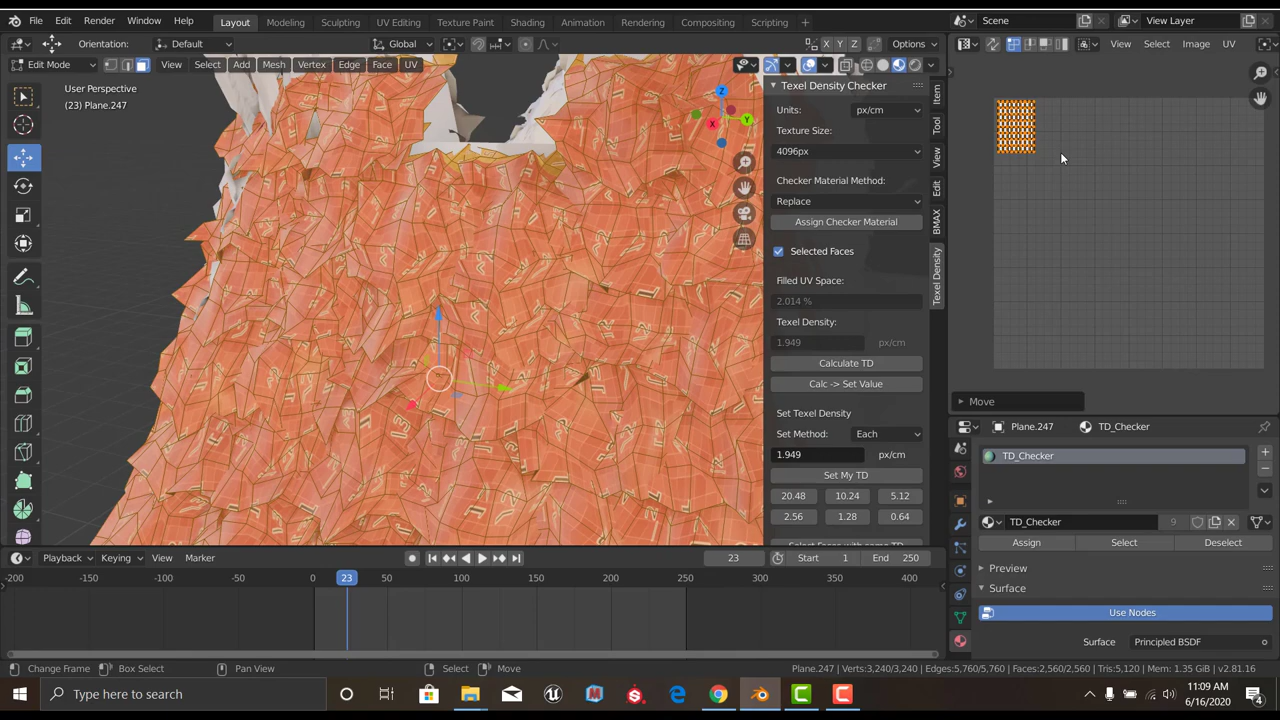 File Edit Render Window Help Layout Modeling Sculpting UV Editing Texture Paint Shading Animation Rendering Compositing Scripting + Scene View Layer
Orientation: Default Global X Y Z Options View Select Image UV
Edit Mode View Select Add Mesh Vertex Edge Face UV
User Perspective
(23) Plane.247
Z
Y
X
Texel Density Checker
Units: px/cm
Texture Size:
4096px
Checker Material Method:
Replace
Assign Checker Material
Selected Faces
Filled UV Space:
2.014 %
Texel Density:
1.949 px/cm
Calculate TD
Calc -> Set Value
Set Texel Density
Set Method: Each
1.949 px/cm
Set My TD
20.48 10.24 5.12
2.56 1.28 0.64
Select Faces with same TD
Item
Tool
View
Edit
BMAX
Texel Density
Move
Plane.247 TD_Checker
TD_Checker
TD_Checker 9
Assign Select Deselect
Preview
Surface
Use Nodes
Surface Principled BSDF
Playback Keying View Marker 23 Start 1 End 250
-200 -150 -100 -50 0 23 50 100 150 200 250 300 350 400
Change Frame Box Select Pan View Select Move Plane.247 | Verts:3,240/3,240 | Edges:5,760/5,760 | Faces:2,560/2,560 | Tris:5,120 | Mem: 1.35 GiB | v2.81.16
Type here to search 11:09 AM
6/16/2020
4